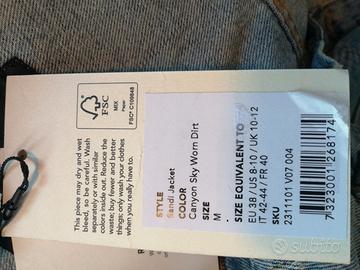 FSC
MIX
Paper
FSC® C109848
This piece may dry and wet
bleed, so be careful. Wash
separately or with similar
colors inside out. Reduce the
waste; buy fewer and better
things; only wash your clothes
when you really have to.
STYLE
Sandi Jacket
COLOR
Canyon Sky Worn Dirt
SIZE
M
SIZE EQUIVALENT TO
EU 38 / US 8-10 / UK 10-12
IT 42-44 / FR 40
SKU
2311101 07 004
7323001268174
subito